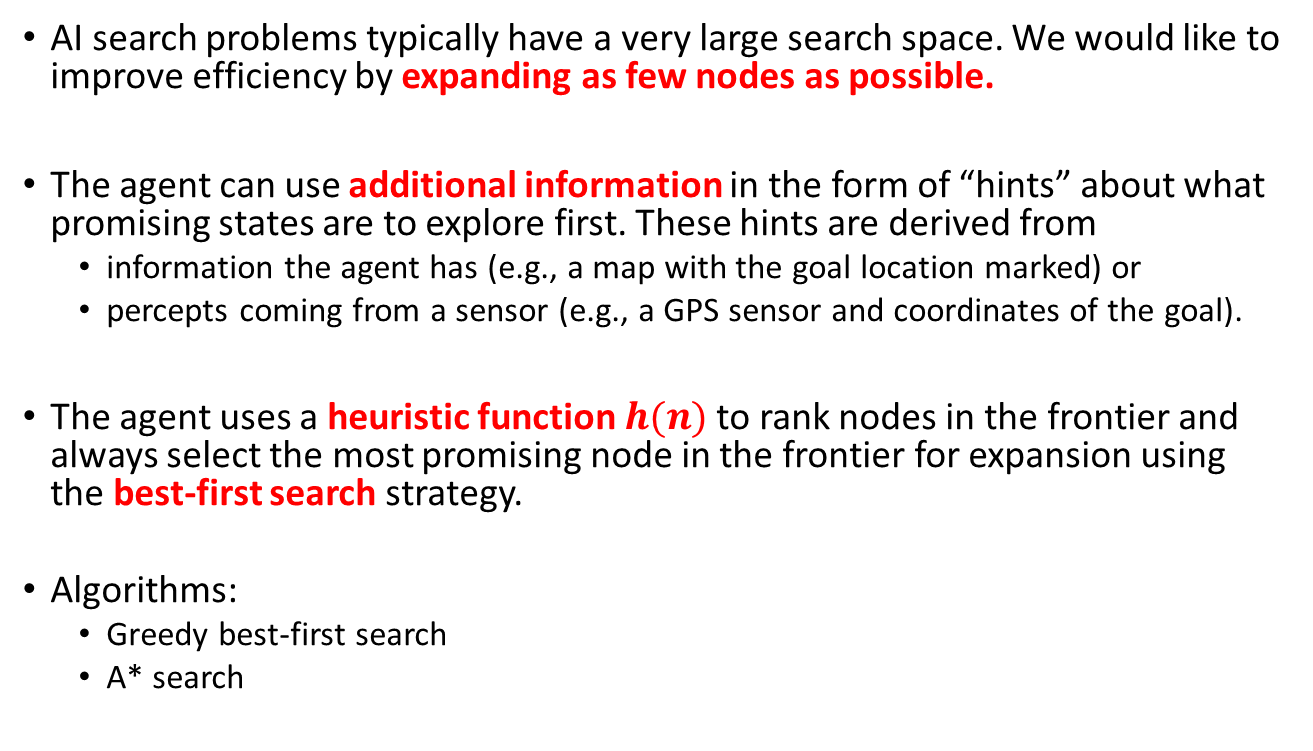 • AI search problems typically have a very large search space. We would like to
improve efficiency by expanding as few nodes as possible.
• The agent can use additional information in the form of “hints” about what
promising states are to explore first. These hints are derived from
• information the agent has (e.g., a map with the goal location marked) or
• percepts coming from a sensor (e.g., a GPS sensor and coordinates of the goal).
• The agent uses a heuristic function h(n) to rank nodes in the frontier and
always select the most promising node in the frontier for expansion using
the best-first search strategy.
• Algorithms:
• Greedy best-first search
• A* search